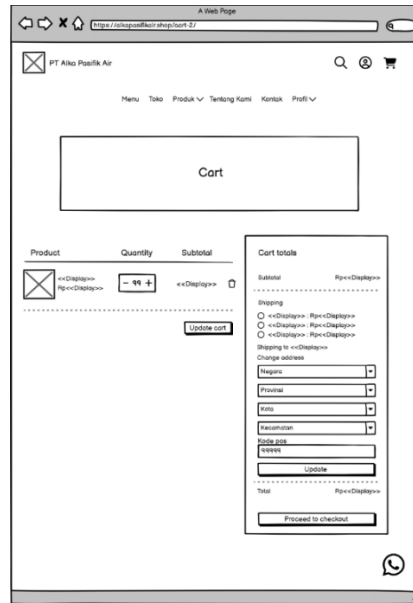 A Web Page
https://alkapasifikair.shop/cart-2/
PT Alka Pasifik Air
Menu Toko Produk Tentang Kami Kontak Profil
Cart
Product Quantity Subtotal
<<Display>>
Rp<<Display>>
- 99 + <<Display>>
Update cart
Cart totals
Subtotal Rp<<Display>>
Shipping
<<Display>> : Rp<<Display>>
<<Display>> : Rp<<Display>>
<<Display>> : Rp<<Display>>
Shipping to <<Display>>
Change address
Negara
Provinsi
Kota
Kecamatan
Kode pos
99999
Update
Total Rp<<Display>>
Proceed to checkout